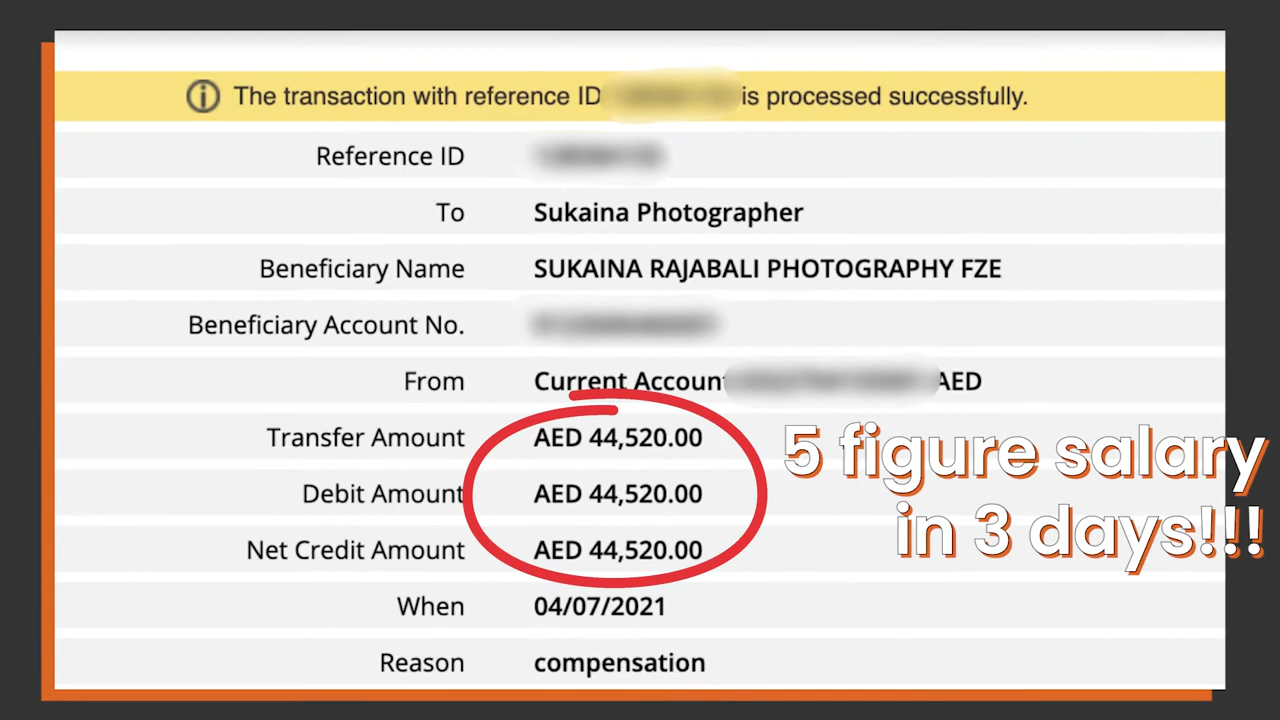 The transaction with reference ID is processed successfully.
Reference ID
To Sukaina Photographer
Beneficiary Name SUKAINA RAJABALI PHOTOGRAPHY FZE
Beneficiary Account No.
From Current Account AED
Transfer Amount AED 44,520.00
Debit Amount AED 44,520.00
Net Credit Amount AED 44,520.00
When 04/07/2021
Reason compensation
5 figure salary
in 3 days!!!